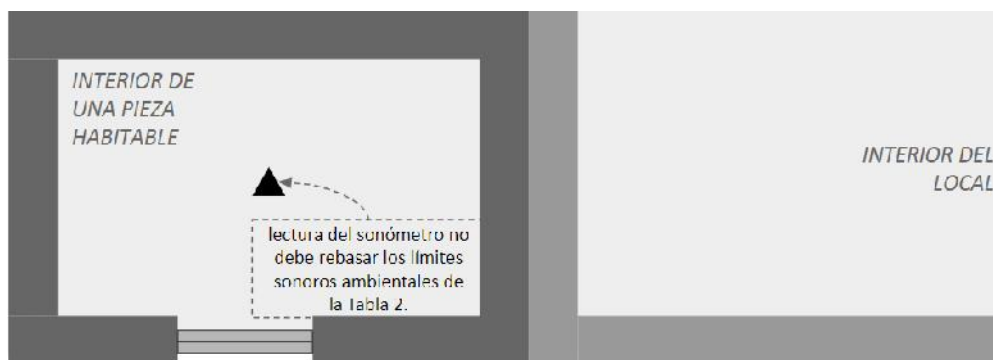 INTERIOR DE
UNA PIEZA
HABITABLE
INTERIOR DEL
LOCAL
lectura del sonómetro no
debe rebasar los límites
sonoros ambientales de
la Tabla 2.